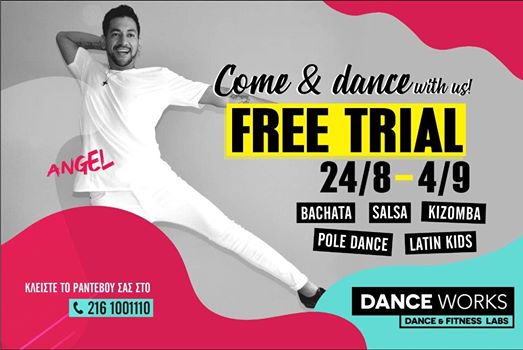 Come & dance with us!
FREE TRIAL
24/8 - 4/9
BACHATA SALSA KIZOMBA
POLE DANCE LATIN KIDS
ANGEL
ΚΛΕΙΣΤΕ ΤΟ ΡΑΝΤΕΒΟΥ ΣΑΣ ΣΤΟ
216 1001110
DANCE WORKS
DANCE & FITNESS LABS